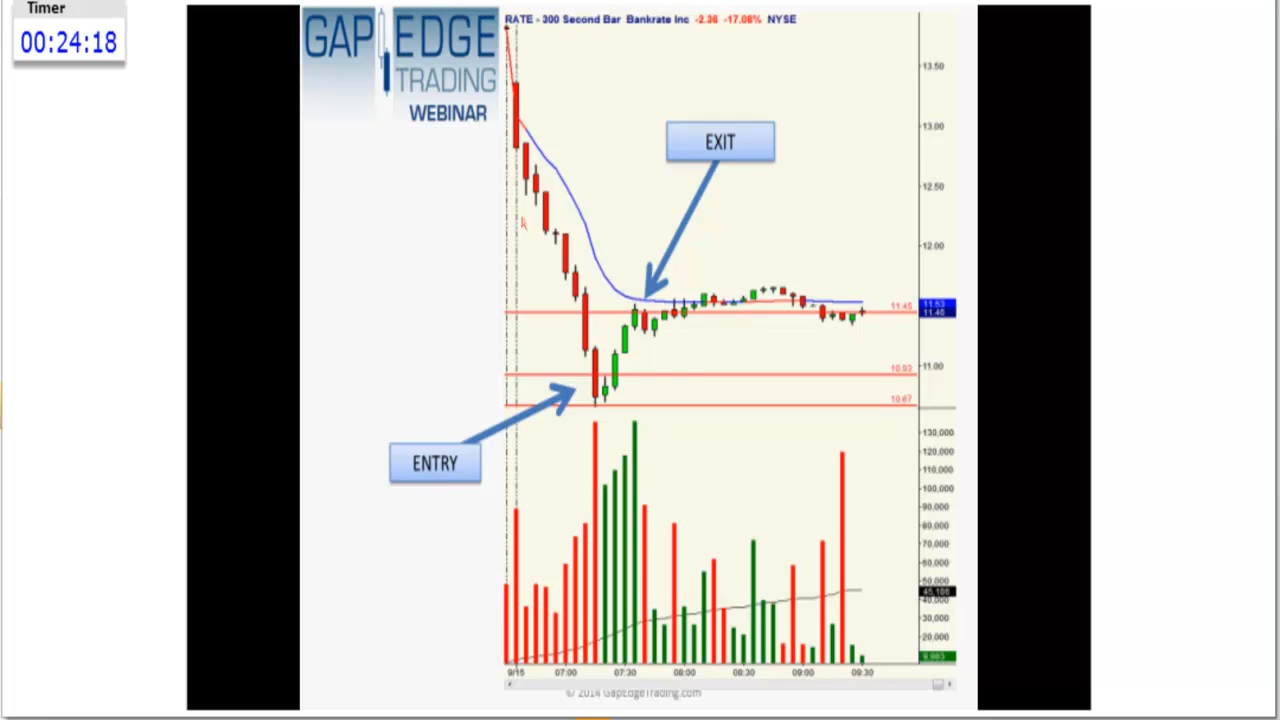 Timer
00:24:18
GAP EDGE
TRADING
WEBINAR
RATE - 300 Second Bar Bankrate Inc -2.36 -17.08% NYSE
13.50
13.00
EXIT
12.50
k
12.00
11.45
11.53
11.46
11.00
10.93
10.67
ENTRY
130,000
120,000
110,000
100,000
90,000
80,000
70,000
60,000
50,000
40,000
30,000
20,000
9/15 07:00 07:30 08:00 08:30 09:00 09:30
© 2014 GapEdgeTrading.com